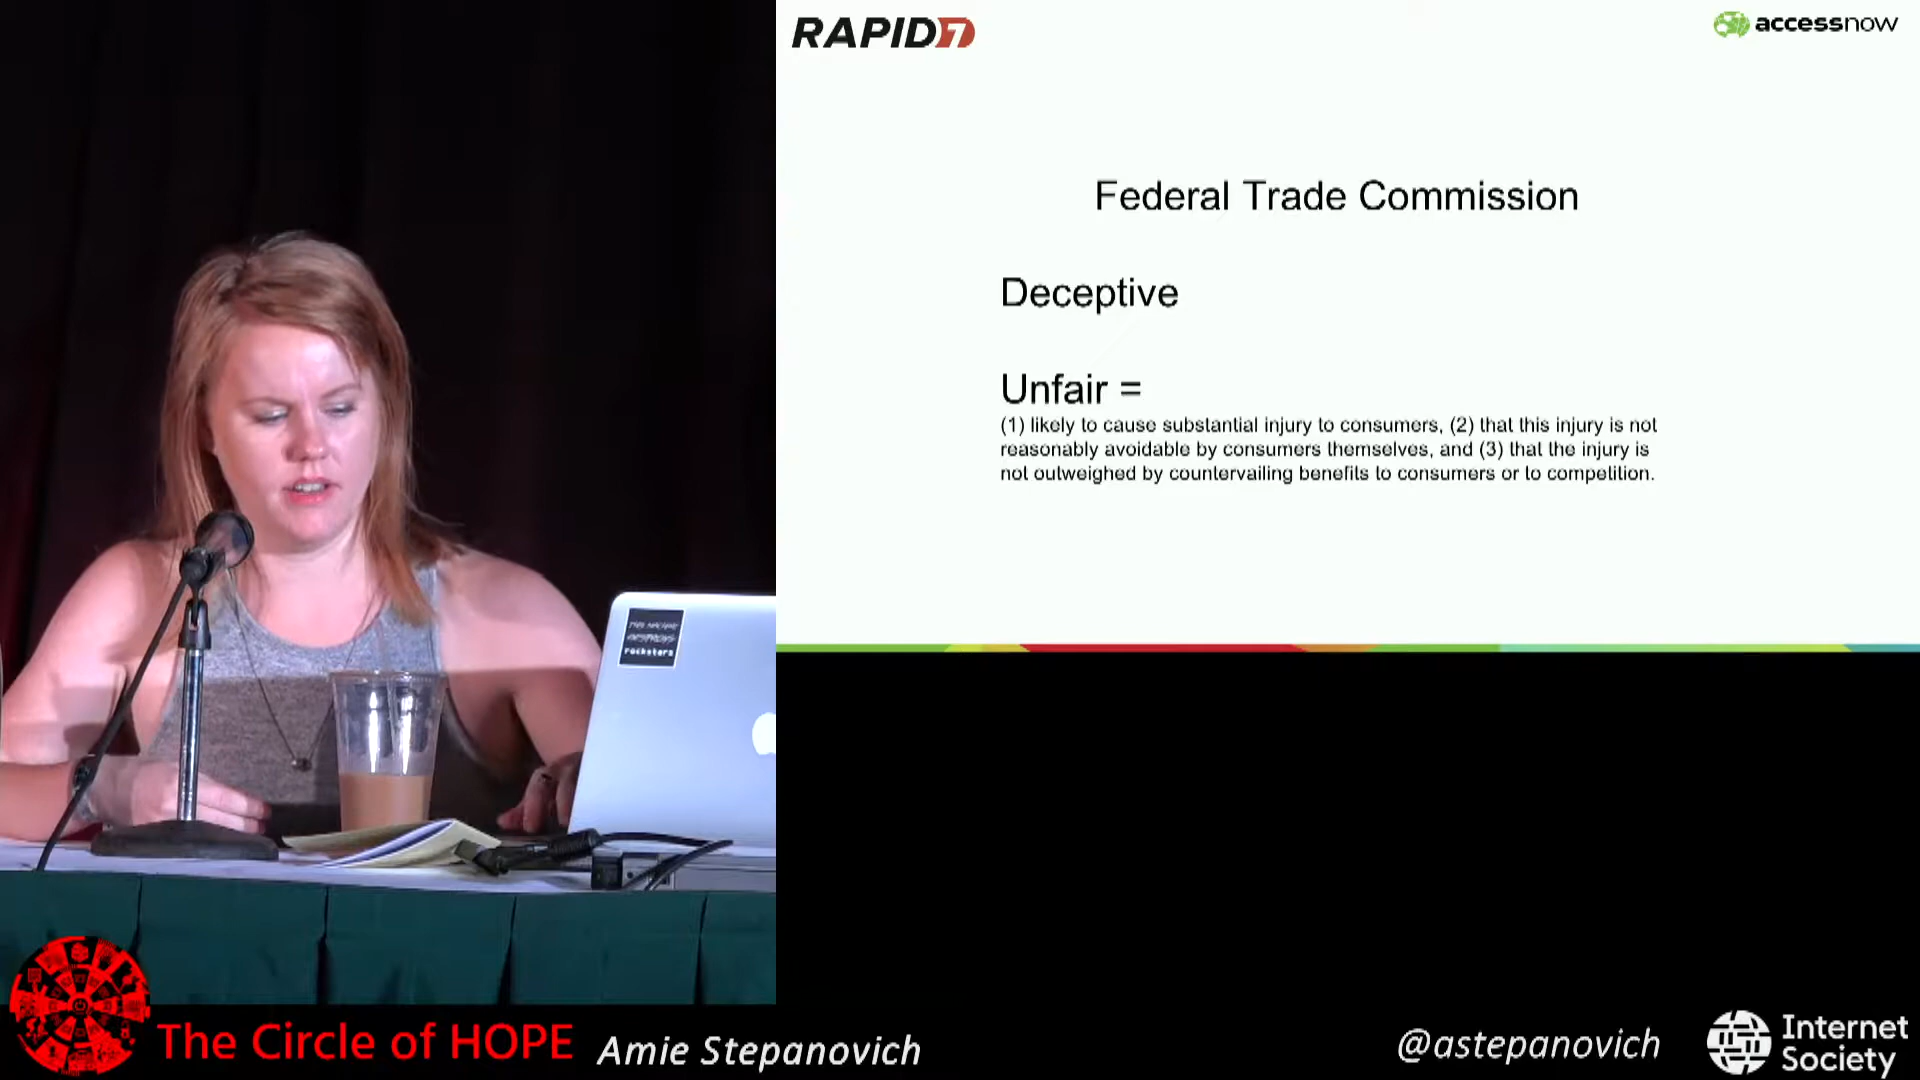 RAPID7
accessnow
Federal Trade Commission
Deceptive
Unfair =
(1) likely to cause substantial injury to consumers, (2) that this injury is not
reasonably avoidable by consumers themselves, and (3) that the injury is
not outweighed by countervailing benefits to consumers or to competition.
rockstars
The Circle of HOPE
Amie Stepanovich
@astepanovich
Internet
Society